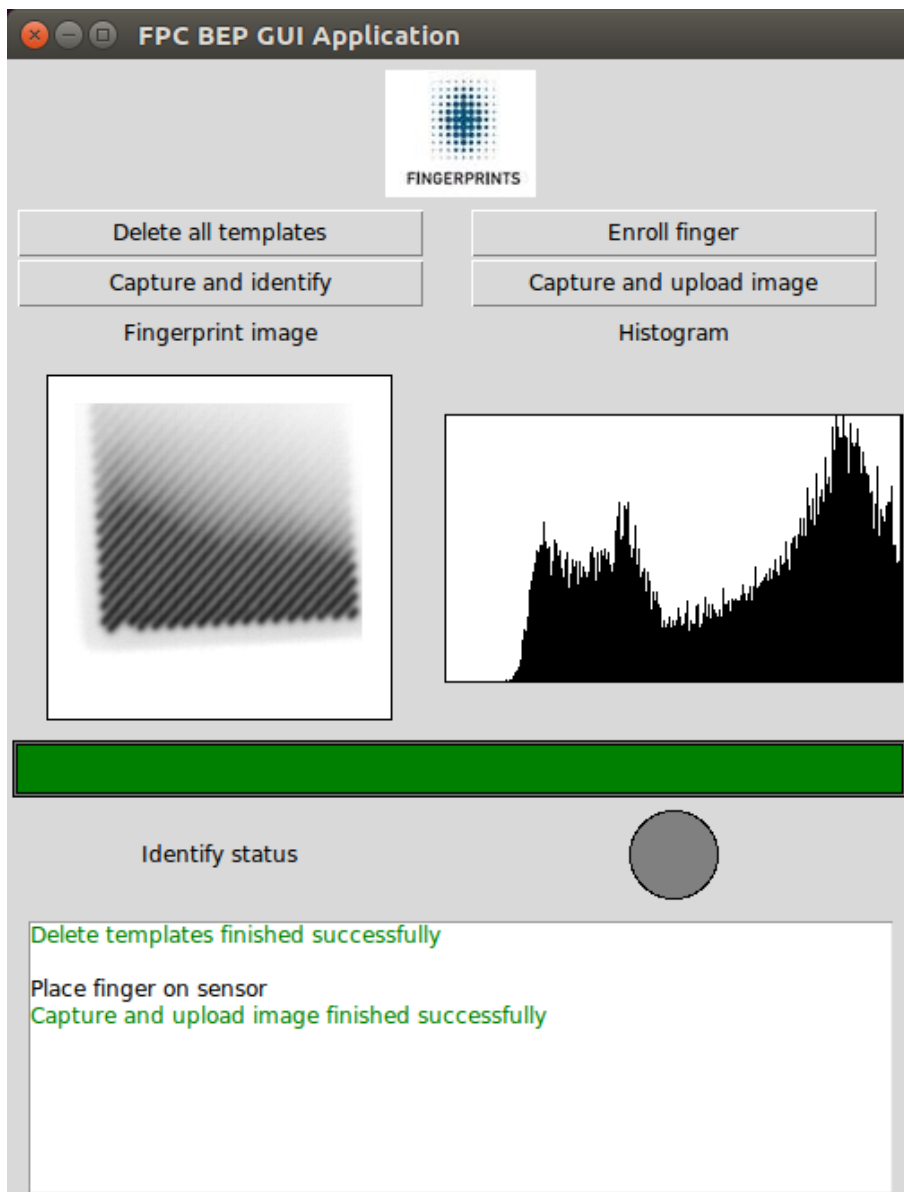 FPC BEP GUI Application
FINGERPRINTS
Delete all templates
Enroll finger
Capture and identify
Capture and upload image
Fingerprint image
Histogram
Identify status
Delete templates finished successfully
Place finger on sensor
Capture and upload image finished successfully